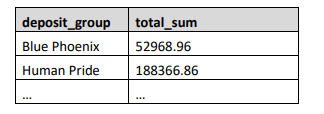 deposit_group total_sum
Blue Phoenix 52968.96
Human Pride 188366.86
... ...